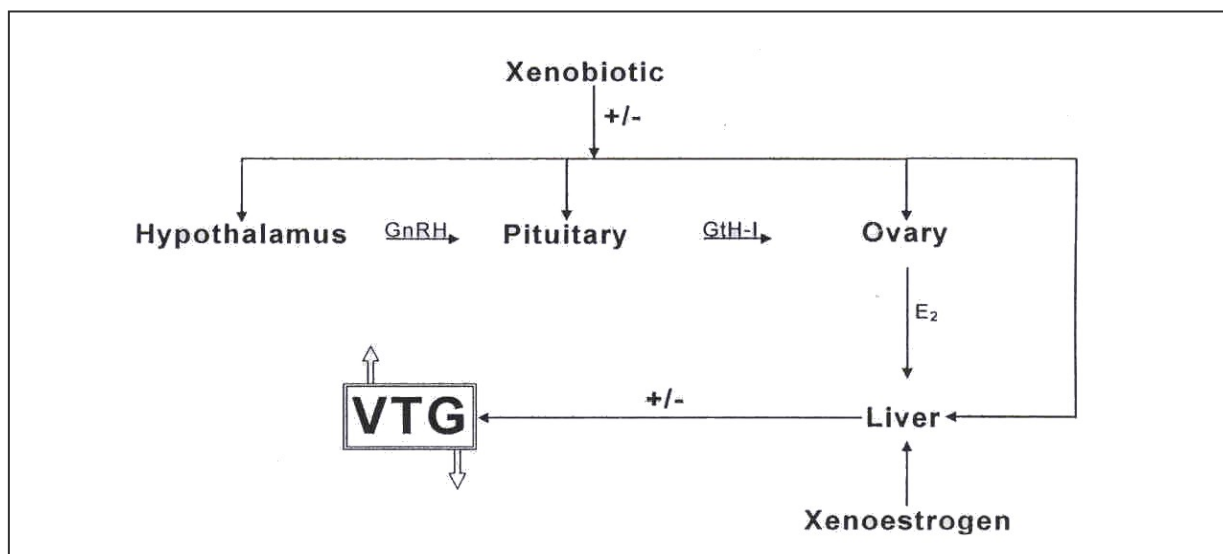 Xenobiotic
+/-
Hypothalamus GnRH Pituitary GtH-I Ovary
E₂
VTG +/- Liver
Xenoestrogen